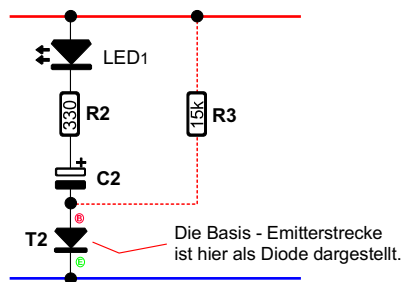 LED1
R2
330
15k
R3
+
C2
B
T2
E
Die Basis - Emitterstrecke
ist hier als Diode dargestellt.